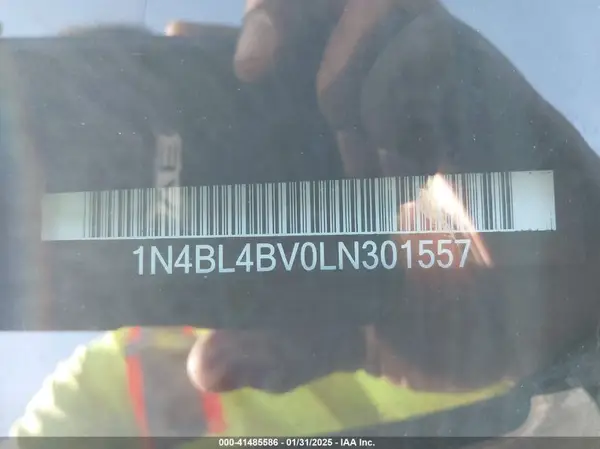 1N4BL4BV0LN301557
000-41485586 - 01/31/2025 - IAA Inc.